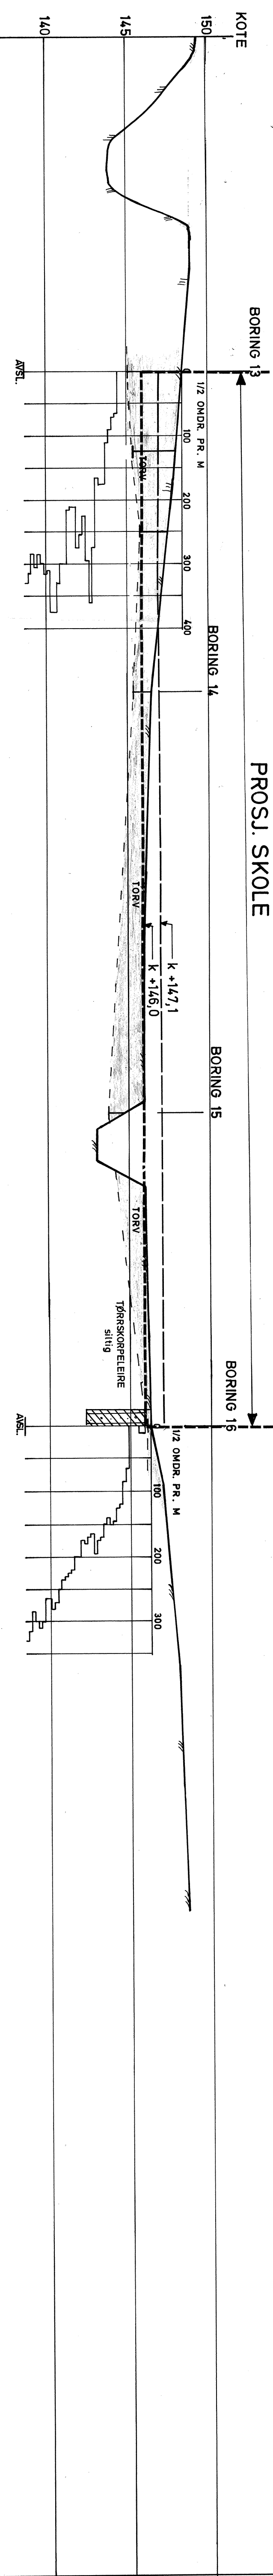 KOTE
150
145
140
BORING 13
0
1/2 OMDR. PR. M
100
200
300
400
TORV
AVSL.
BORING 14
PROSJ. SKOLE
TORV
k +147,1
k +146,0
BORING 15
TORV
TØRRSKORPELEIRE
siltig
BORING 16
0
1/2 OMDR. PR. M
100
200
300
AVSL.